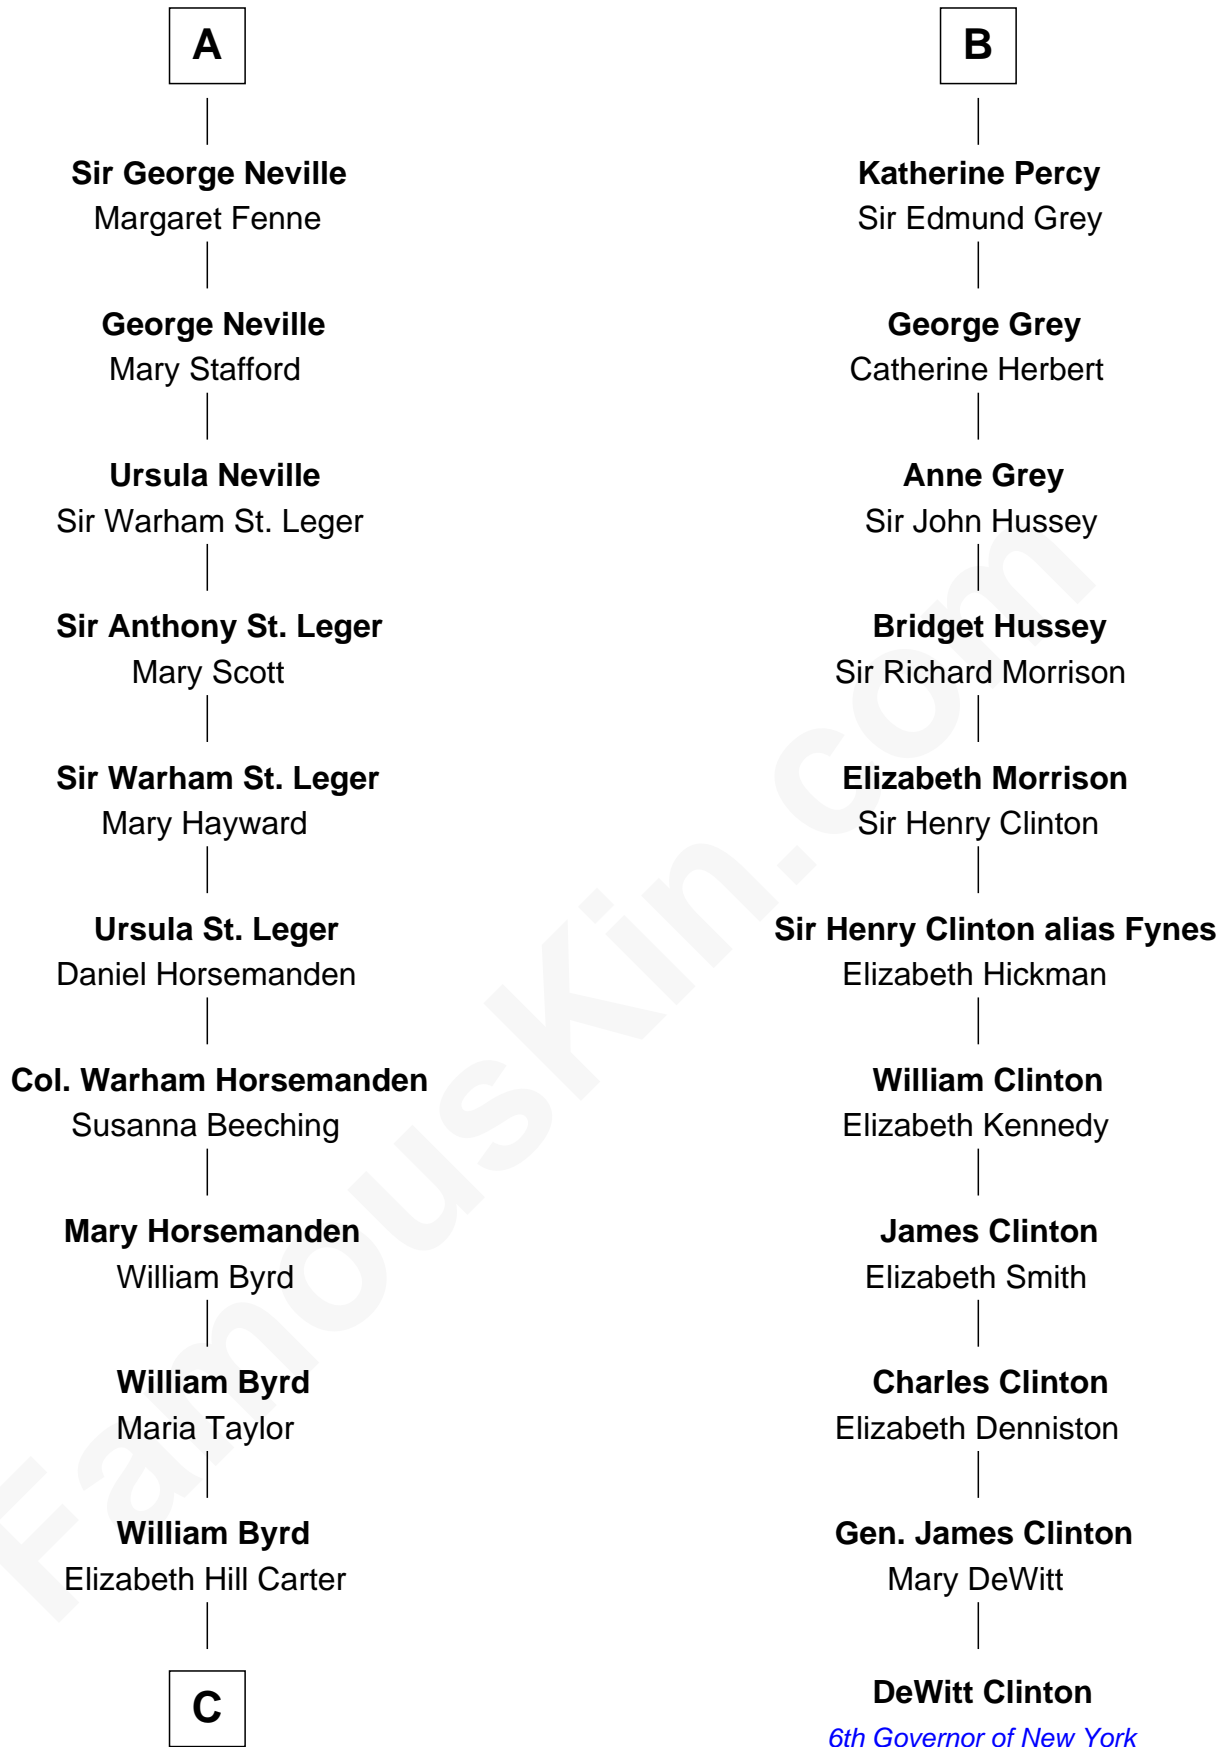 A
Sir George Neville
Margaret Fenne
George Neville
Mary Stafford
Ursula Neville
Sir Warham St. Leger
Sir Anthony St. Leger
Mary Scott
Sir Warham St. Leger
Mary Hayward
Ursula St. Leger
Daniel Horsemanden
Col. Warham Horsemanden
Susanna Beeching
Mary Horsemanden
William Byrd
William Byrd
Maria Taylor
William Byrd
Elizabeth Hill Carter
C
B
Katherine Percy
Sir Edmund Grey
George Grey
Catherine Herbert
Anne Grey
Sir John Hussey
Bridget Hussey
Sir Richard Morrison
Elizabeth Morrison
Sir Henry Clinton
Sir Henry Clinton alias Fynes
Elizabeth Hickman
William Clinton
Elizabeth Kennedy
James Clinton
Elizabeth Smith
Charles Clinton
Elizabeth Denniston
Gen. James Clinton
Mary DeWitt
DeWitt Clinton
6th Governor of New York
FamousKin.com